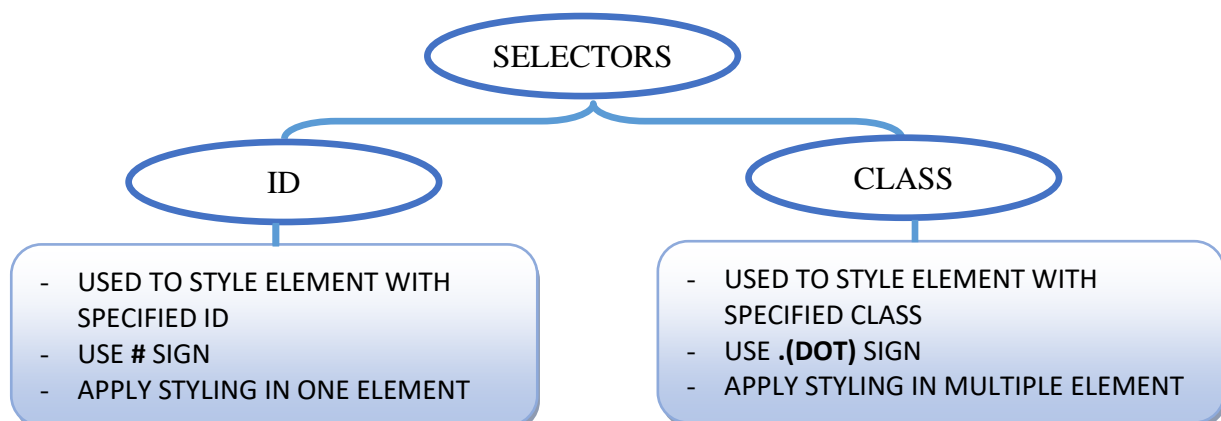 SELECTORS
ID
CLASS
- USED TO STYLE ELEMENT WITH
SPECIFIED ID
- USE # SIGN
- APPLY STYLING IN ONE ELEMENT
- USED TO STYLE ELEMENT WITH
SPECIFIED CLASS
- USE .(DOT) SIGN
- APPLY STYLING IN MULTIPLE ELEMENT